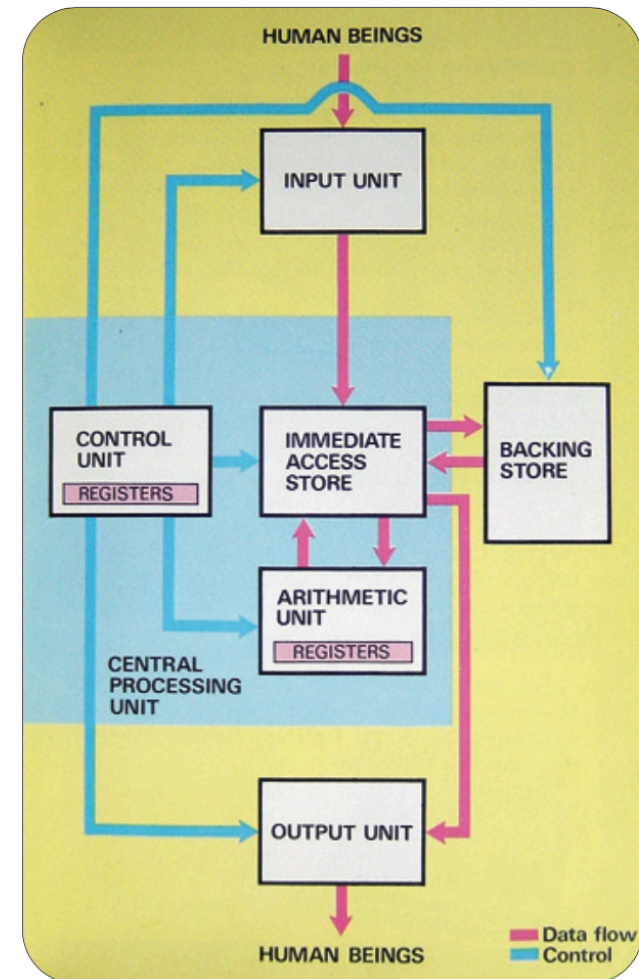 HUMAN BEINGS
INPUT UNIT
CONTROL
UNIT
REGISTERS
IMMEDIATE
ACCESS
STORE
BACKING
STORE
ARITHMETIC
UNIT
REGISTERS
CENTRAL
PROCESSING
UNIT
OUTPUT UNIT
HUMAN BEINGS
Data flow
Control